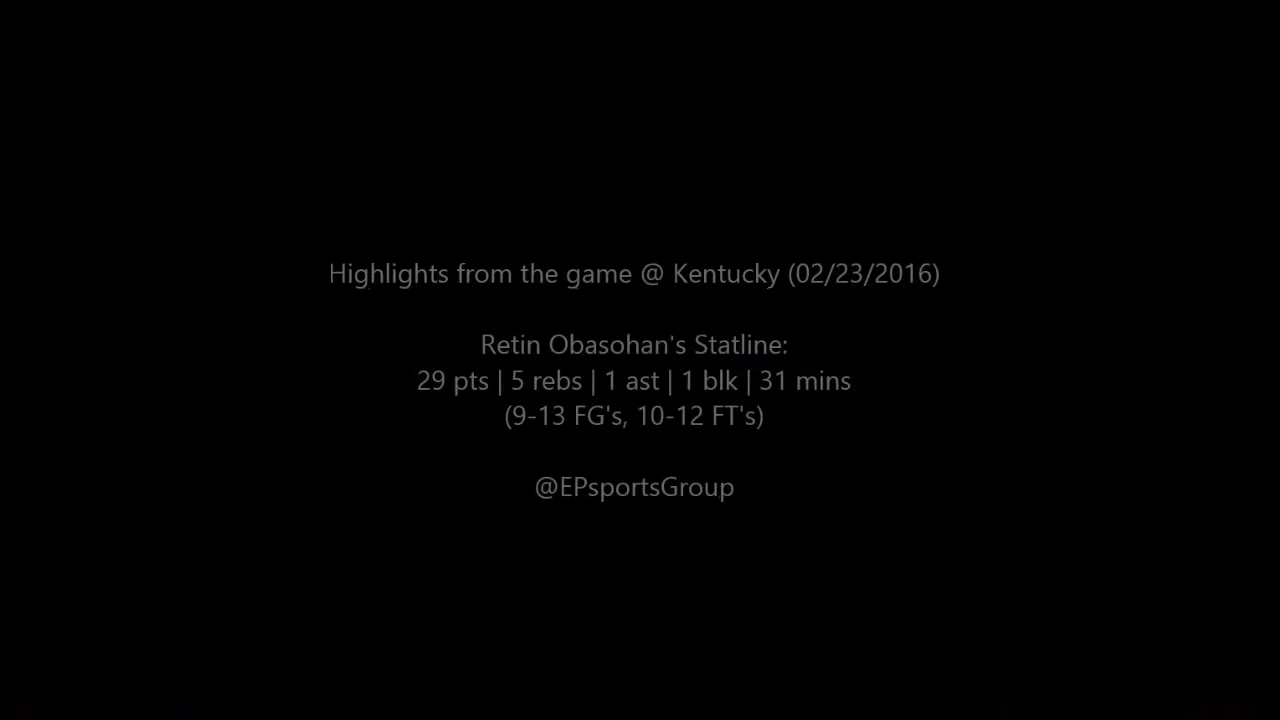 Highlights from the game @ Kentucky (02/23/2016)
Retin Obasohan's Statline:
29 pts | 5 rebs | 1 ast | 1 blk | 31 mins
(9-13 FG's, 10-12 FT's)
@EPsportsGroup